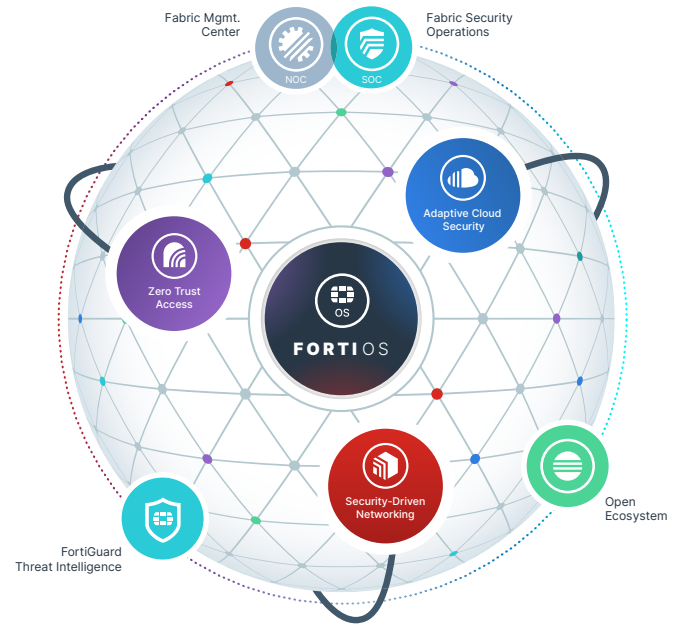 Fabric Mgmt.
Center
NOC
SOC
Fabric Security
Operations
Adaptive Cloud
Security
Zero Trust
Access
OS
FORTIOS
Security-Driven
Networking
Open
Ecosystem
FortiGuard
Threat Intelligence